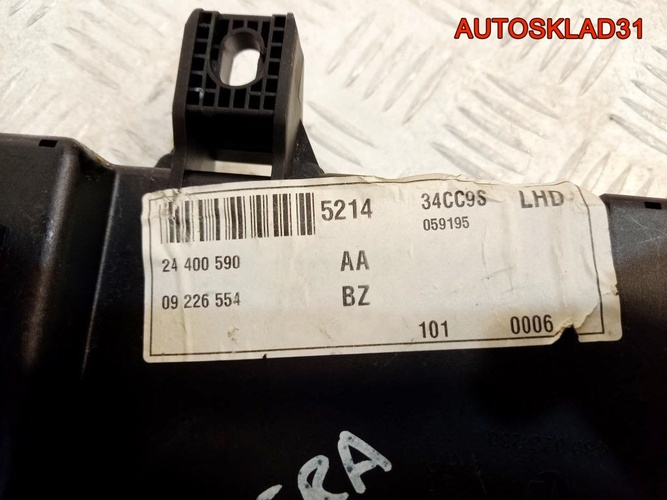 AUTOSKLAD31
5214 34CC9S LHD
059195
24 400 590 AA
09 226 554 BZ
101 0006